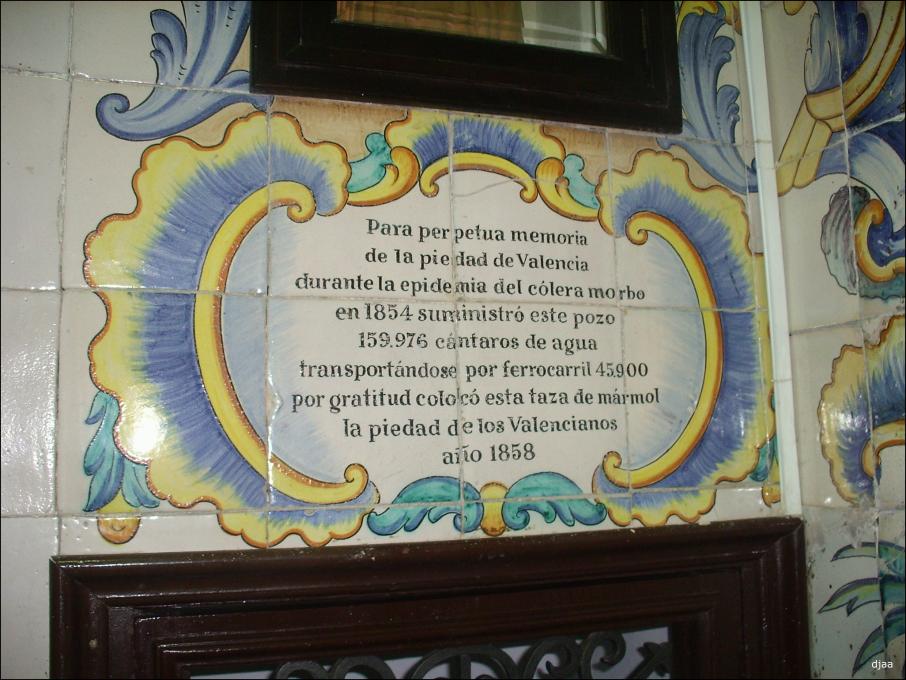 Para perpetua memoria
de la piedad de Valencia
durante la epidemia del cólera morbo
en 1854 suministró este pozo
159.976 cántaros de agua
transportándose por ferrocarril 45.900
por gratitud colocó esta taza de mármol
la piedad de los Valencianos
año 1858
djaa